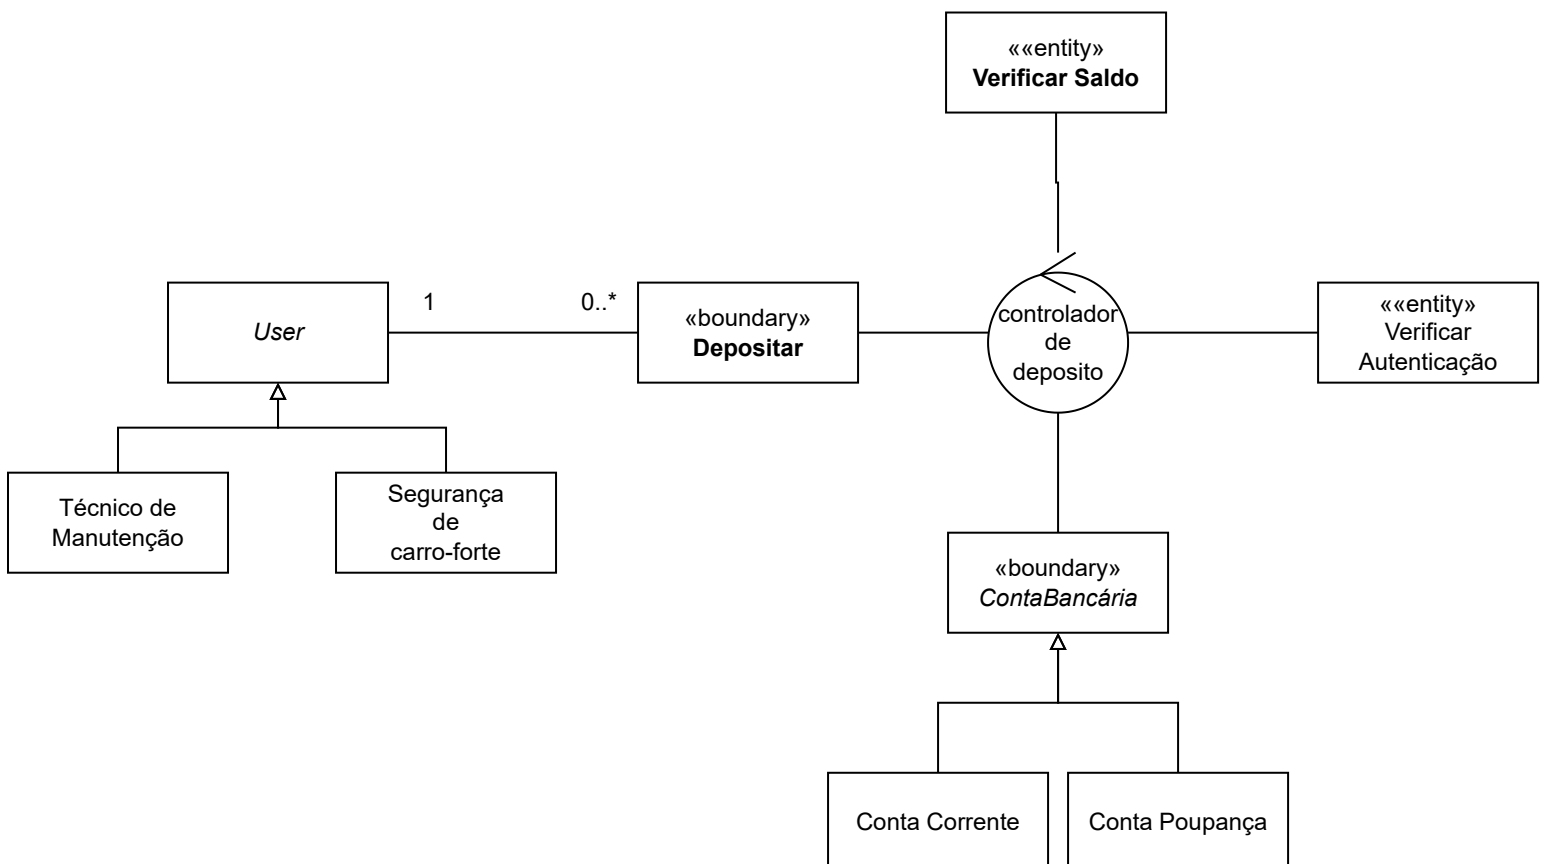 ««entity»
Verificar Saldo
User
1
0..*
«boundary»
Depositar
controlador
de
deposito
««entity»
Verificar
Autenticação
Técnico de
Manutenção
Segurança
de
carro-forte
«boundary»
ContaBancária
Conta Corrente
Conta Poupança